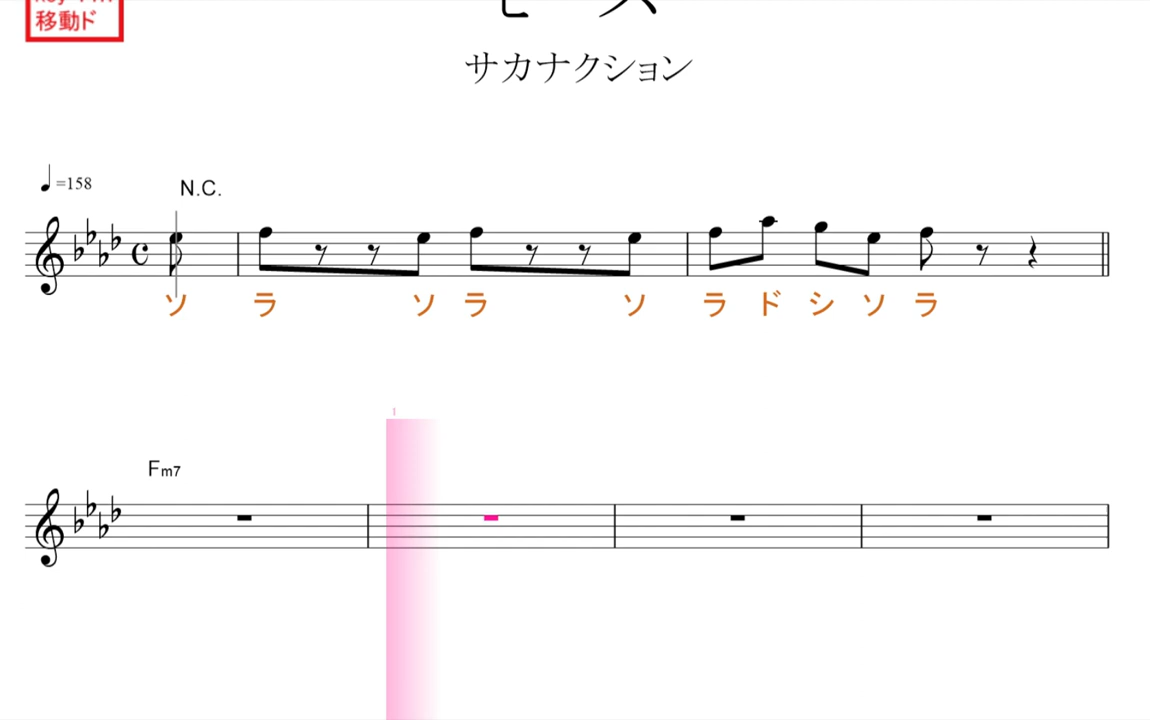 移動ド
サカナクション
=158
N.C.
ソ ラ ソ ラ ソ ラ ド シ ソ ラ
1
Fm7